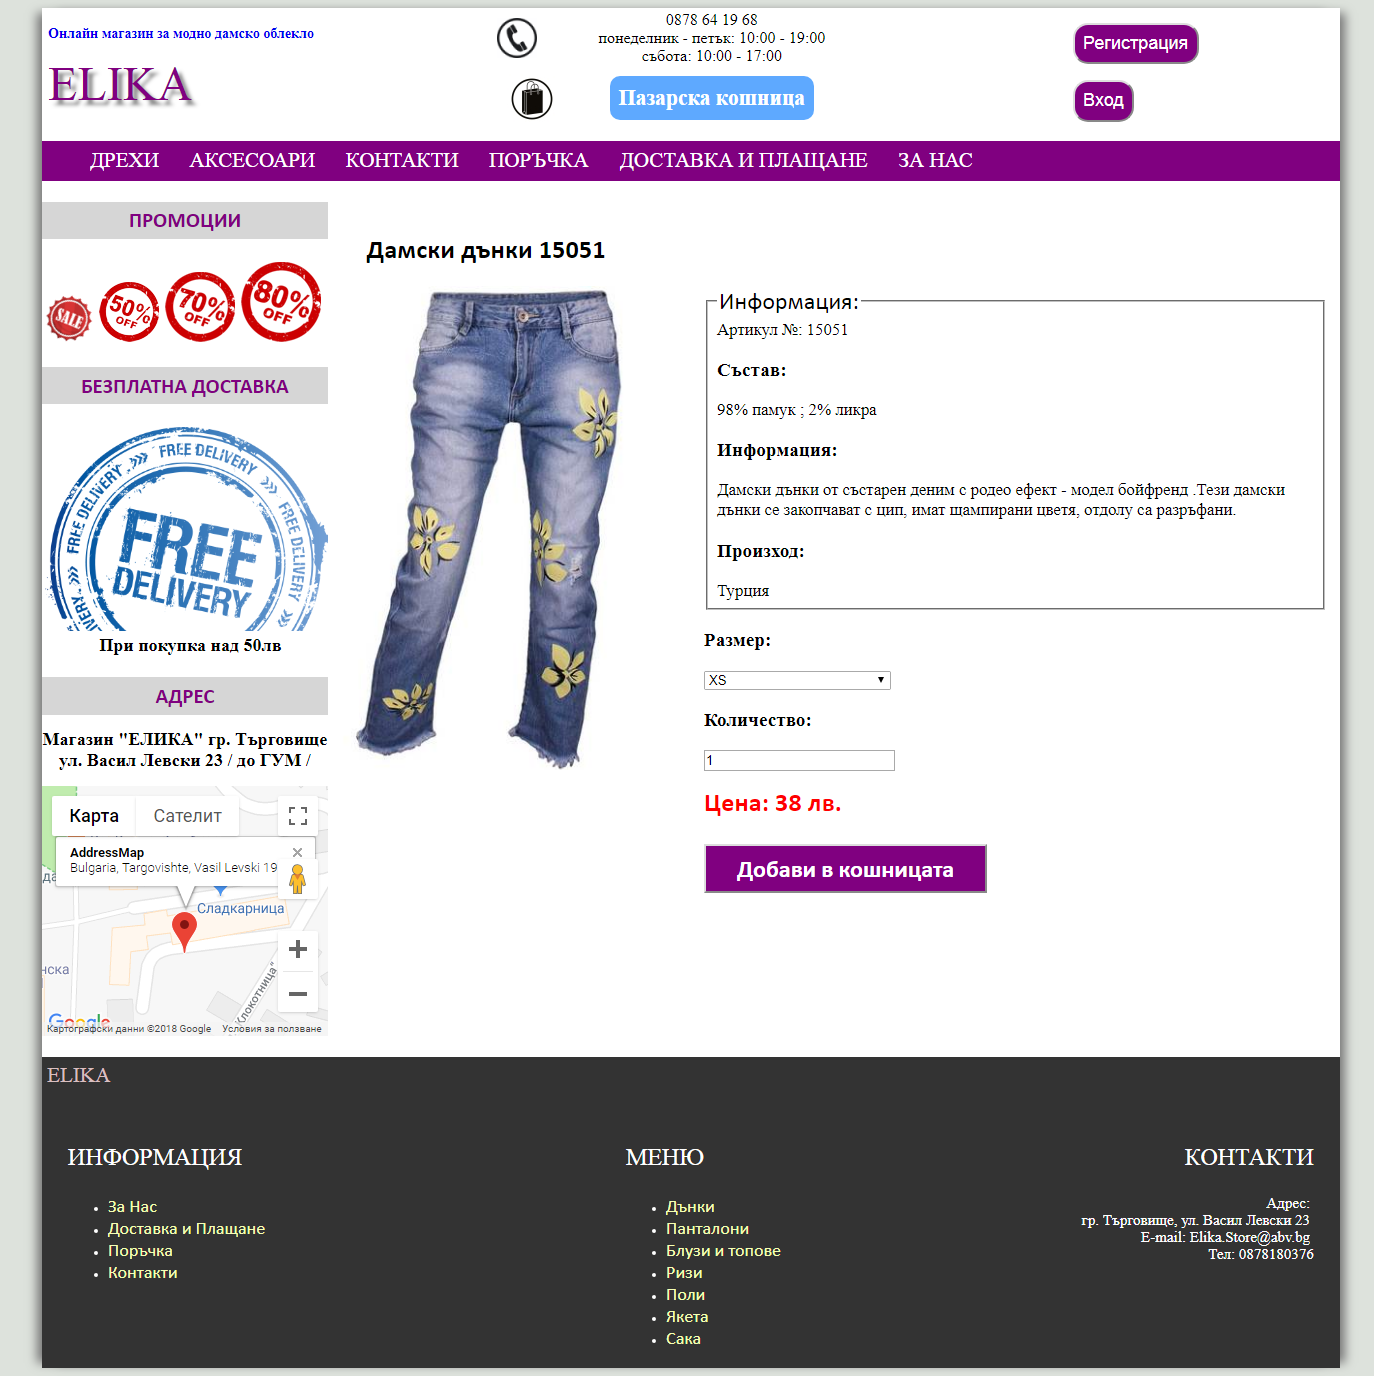 Онлайн магазин за модно дамско облекло
ELIKA
0878 64 19 68
понеделник - петък: 10:00 - 19:00
събота: 10:00 - 17:00
Пазарска кошница
Регистрация
Вход
ДРЕХИ АКСЕСОАРИ КОНТАКТИ ПОРЪЧКА ДОСТАВКА И ПЛАЩАНЕ ЗА НАС
ПРОМОЦИИ
SALE
50% OFF
70% OFF
80% OFF
БЕЗПЛАТНА ДОСТАВКА
FREE DELIVERY
FREE DELIVERY
FREE DELIVERY
FREE
DELIVERY
При покупка над 50лв
АДРЕС
Магазин "ЕЛИКА" гр. Търговище
ул. Васил Левски 23 / до ГУМ /
Карта Сателит
AddressMap
Bulgaria, Targovishte, Vasil Levski 19
Сладкарница
нска
"Клокотница"
Google
Картографски данни ©2018 Google Условия за ползване
Дамски дънки 15051
Информация:
Артикул №: 15051
Състав:
98% памук ; 2% ликра
Информация:
Дамски дънки от състарен деним с родео ефект - модел бойфренд .Тези дамски
дънки се закопчават с цип, имат щампирани цветя, отдолу са разръфани.
Произход:
Турция
Размер:
XS
Количество:
1
Цена: 38 лв.
Добави в кошницата
ELIKA
ИНФОРМАЦИЯ
За Нас
Доставка и Плащане
Поръчка
Контакти
МЕНЮ
Дънки
Панталони
Блузи и топове
Ризи
Поли
Якета
Сака
КОНТАКТИ
Адрес:
гр. Търговище, ул. Васил Левски 23
E-mail: Elika.Store@abv.bg
Тел: 0878180376